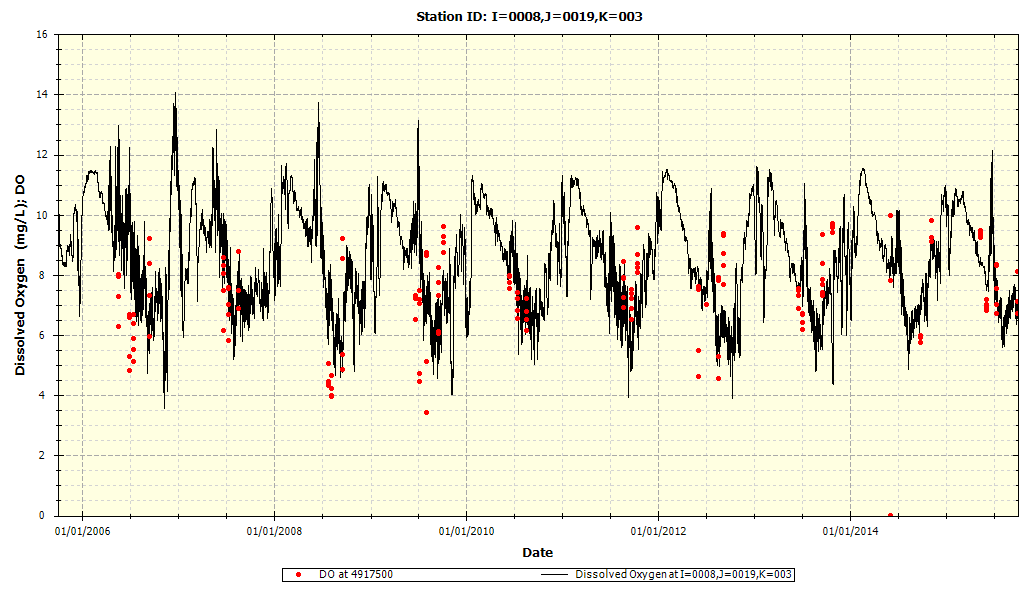 Station ID: I=0008,J=0019,K=003
16
14
12
10
8
6
4
2
0
Dissolved Oxygen (mg/L); DO
01/01/2006 01/01/2008 01/01/2010 01/01/2012 01/01/2014
Date
DO at 4917500 Dissolved Oxygen at I=0008,J=0019,K=003